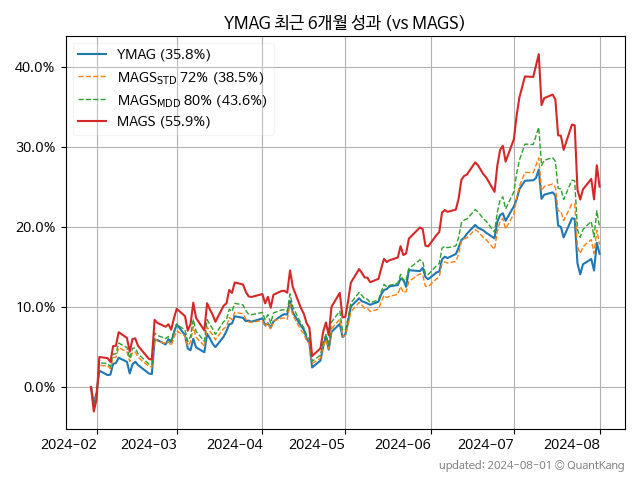 YMAG 최근 6개월 성과 (vs MAGS)
YMAG (35.8%)
MAGS_STD 72% (38.5%)
MAGS_MDD 80% (43.6%)
MAGS (55.9%)
40.0%
30.0%
20.0%
10.0%
0.0%
2024-02 2024-03 2024-04 2024-05 2024-06 2024-07 2024-08
updated: 2024-08-01 © QuantKang